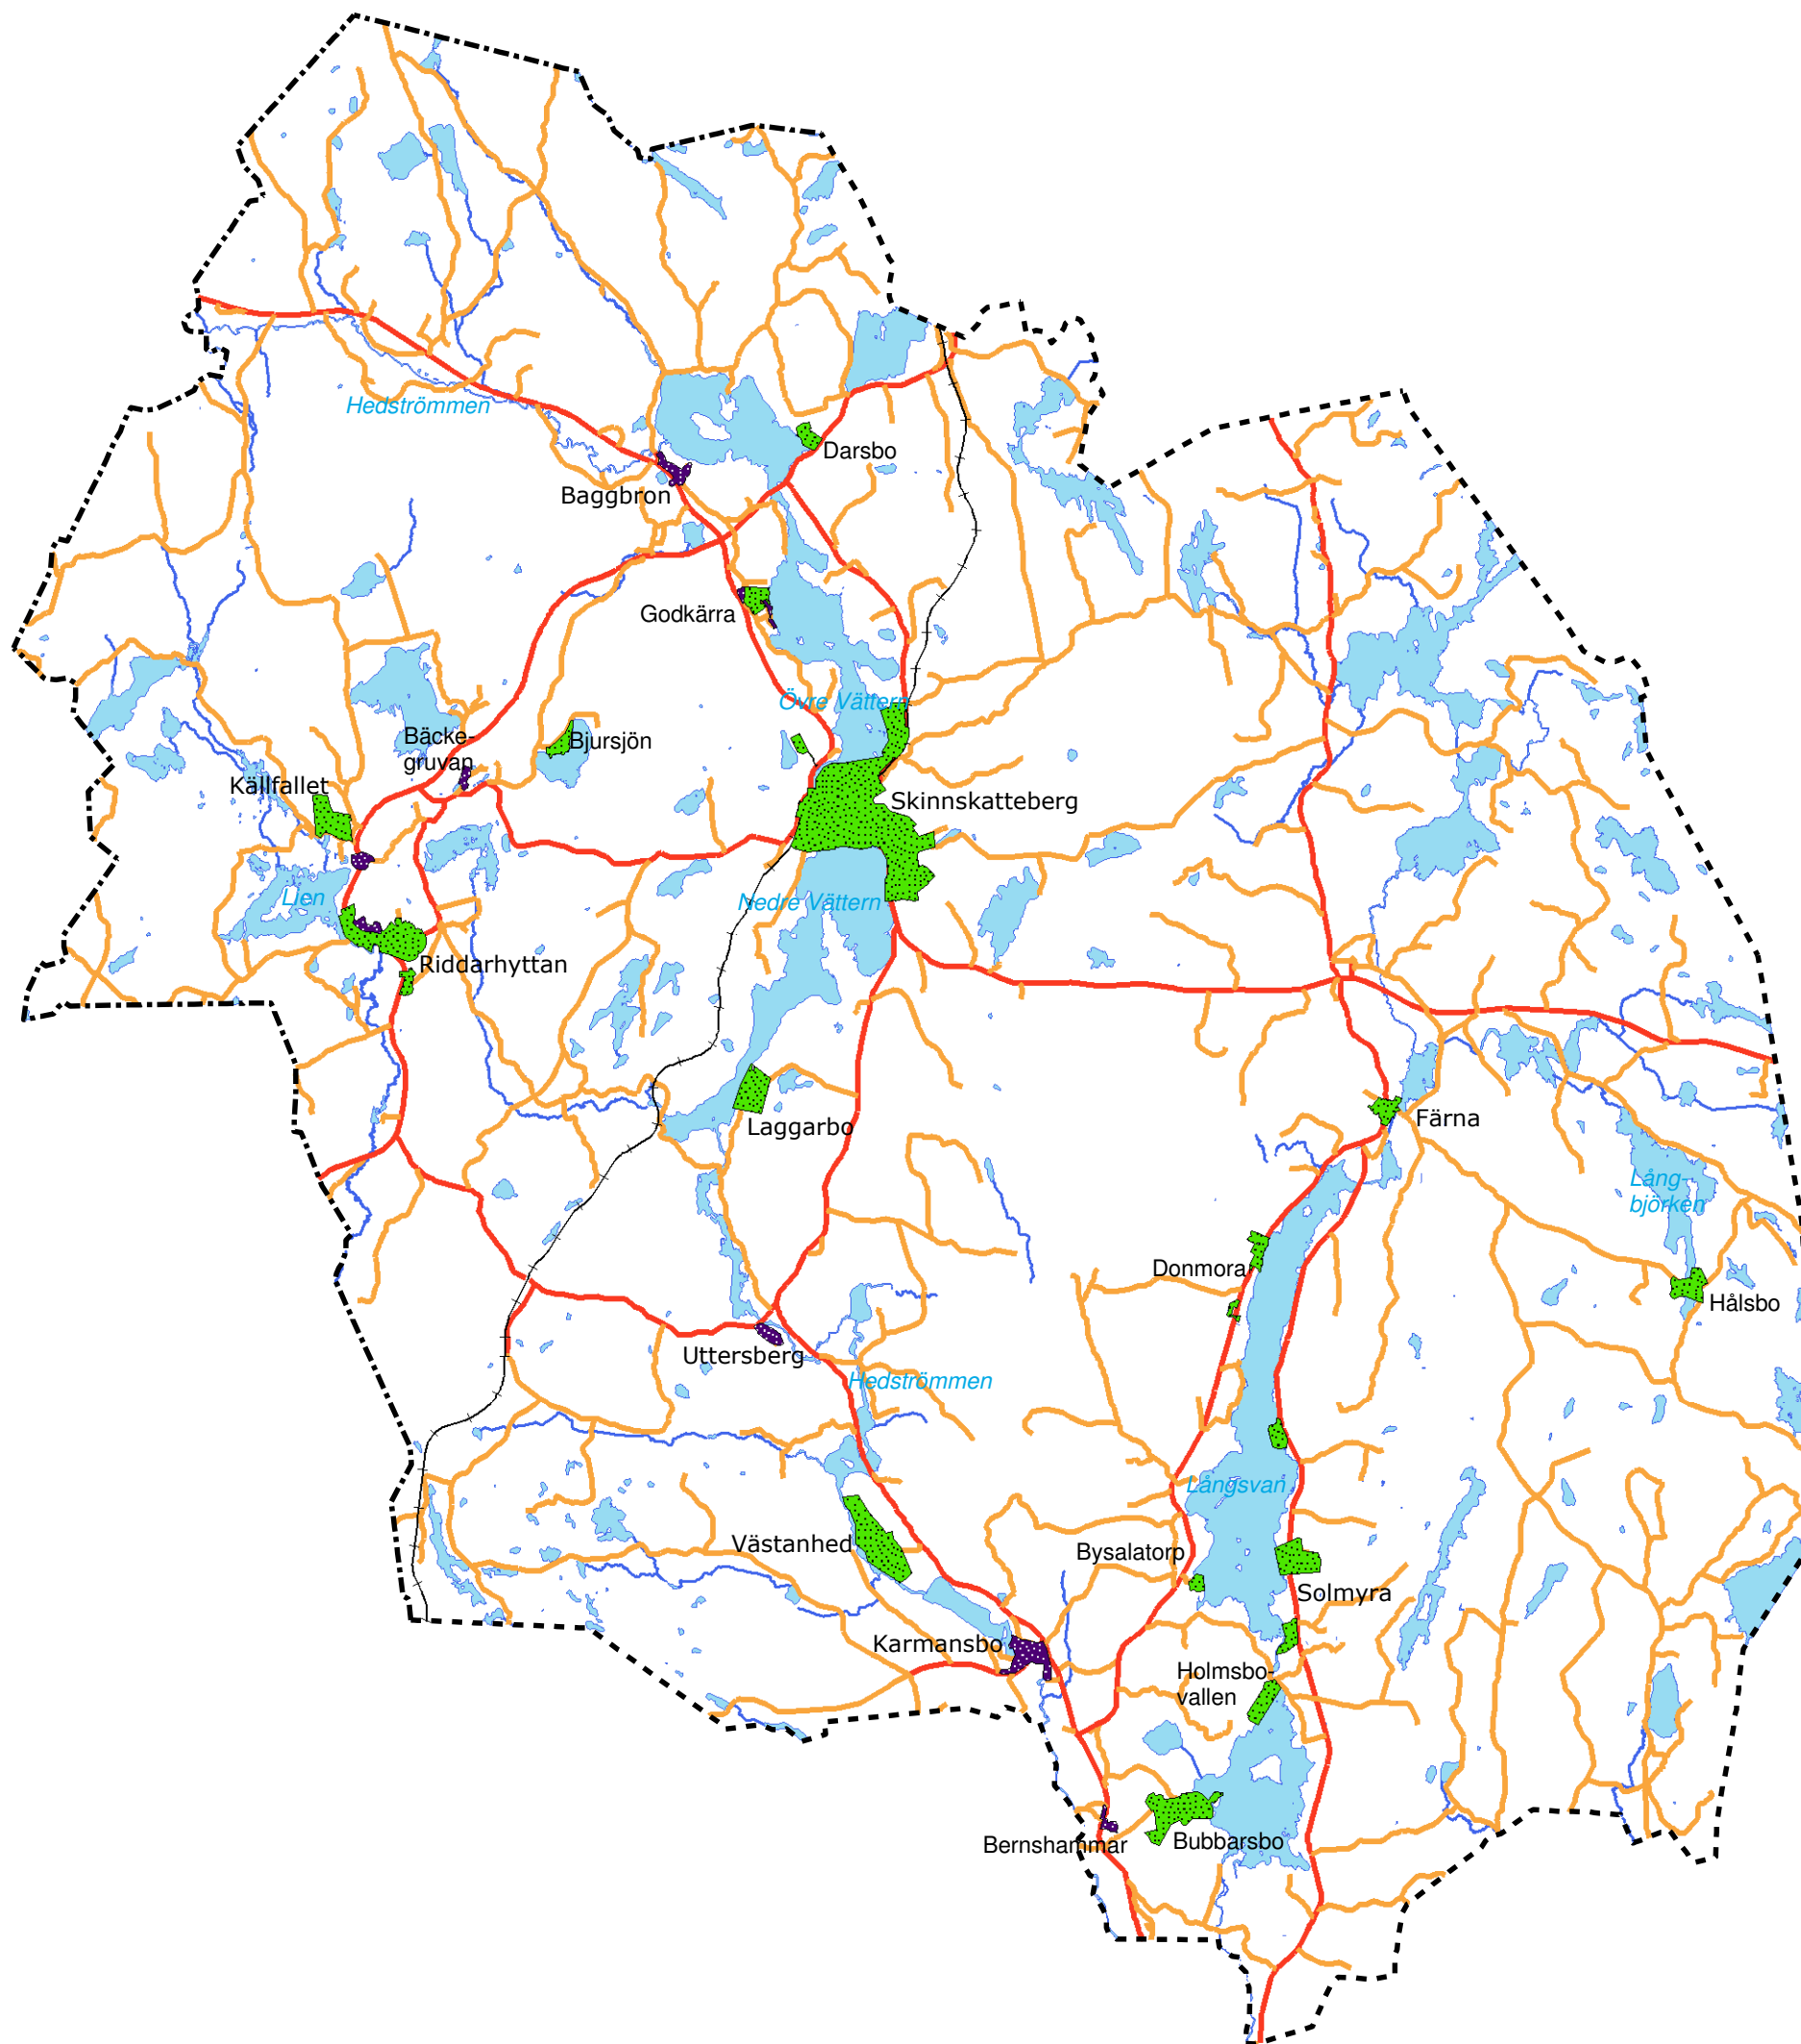 Hedströmmen
Darsbo
Baggbron
Godkärra
Övre Vättern
Bäcke-
gruvan
Bjursjön
Källfallet
Skinnskatteberg
Lien
Nedre Vättern
Riddarhyttan
Laggarbo
Färna
Lång-
björken
Donmora
Hålsbo
Uttersberg
Hedströmmen
Långsvan
Västanhed
Bysalatorp
Solmyra
Karmansbo
Holmsbo-
vallen
Bernshammar
Bubbarsbo